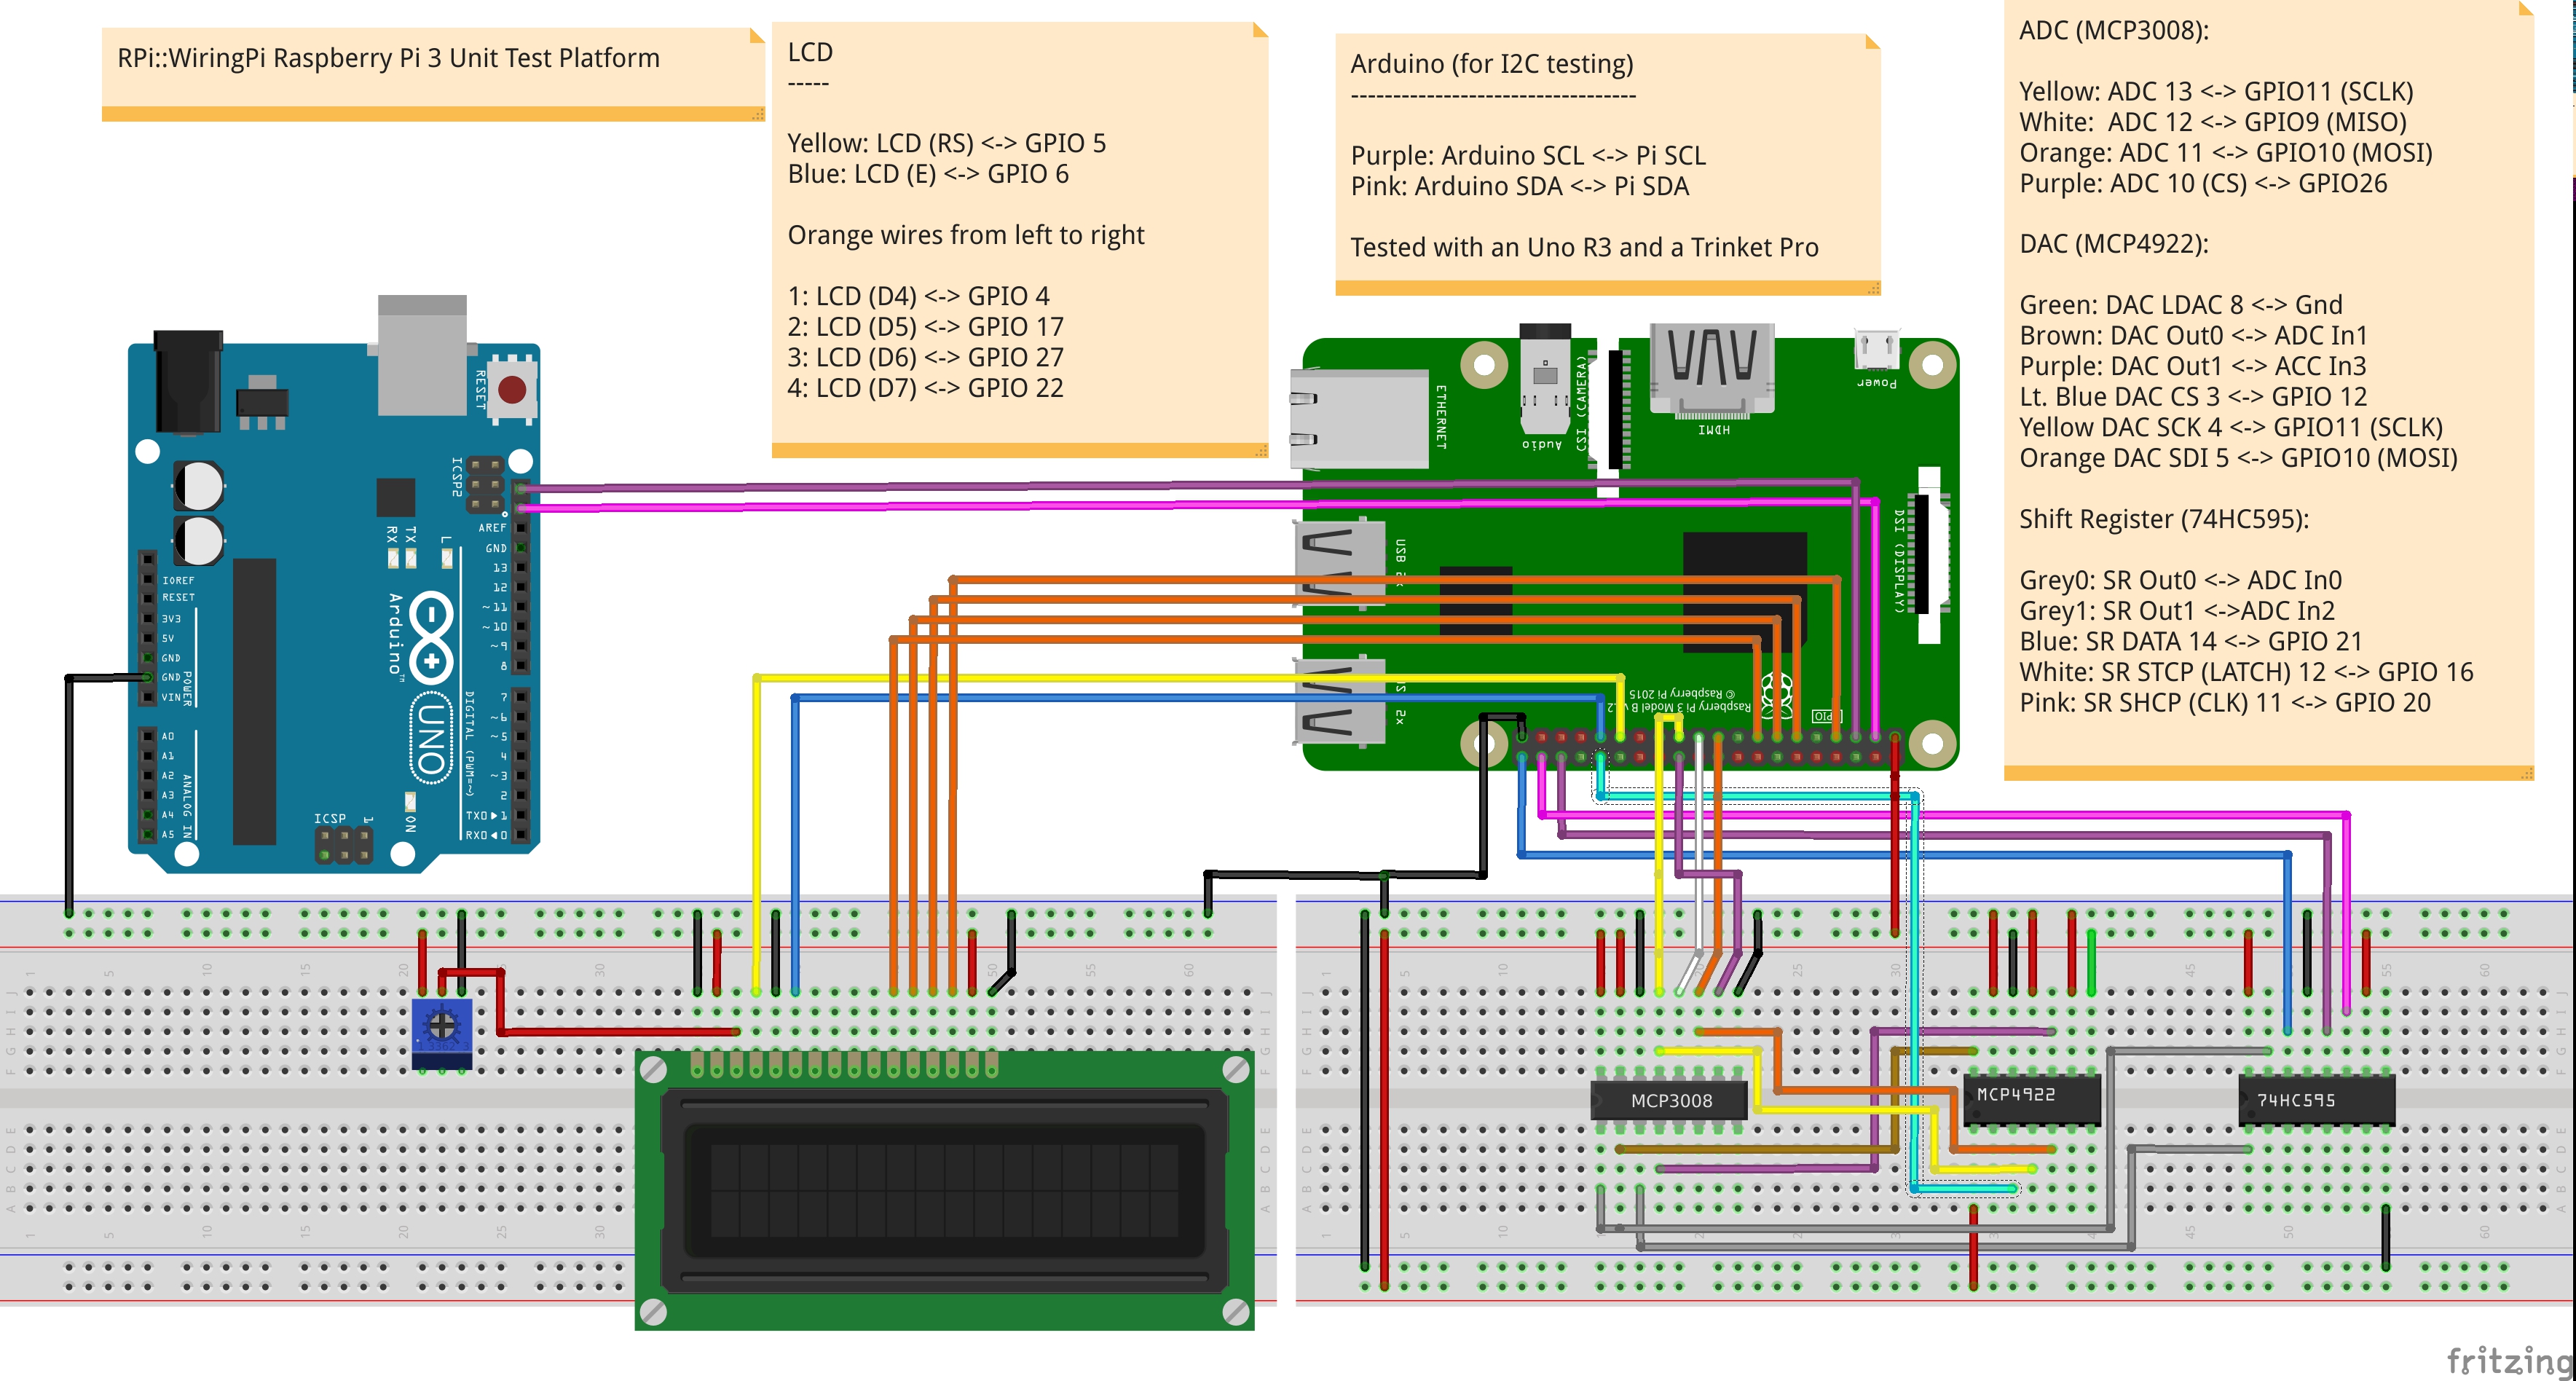 RPi::WiringPi Raspberry Pi 3 Unit Test Platform
LCD
-----
Yellow: LCD (RS) <-> GPIO 5
Blue: LCD (E) <-> GPIO 6
Orange wires from left to right
1: LCD (D4) <-> GPIO 4
2: LCD (D5) <-> GPIO 17
3: LCD (D6) <-> GPIO 27
4: LCD (D7) <-> GPIO 22
Arduino (for I2C testing)
----------------------------------
Purple: Arduino SCL <-> Pi SCL
Pink: Arduino SDA <-> Pi SDA
Tested with an Uno R3 and a Trinket Pro
ADC (MCP3008):
Yellow: ADC 13 <-> GPIO11 (SCLK)
White:  ADC 12 <-> GPIO9 (MISO)
Orange: ADC 11 <-> GPIO10 (MOSI)
Purple: ADC 10 (CS) <-> GPIO26
DAC (MCP4922):
Green: DAC LDAC 8 <-> Gnd
Brown: DAC Out0 <-> ADC In1
Purple: DAC Out1 <-> ACC In3
Lt. Blue DAC CS 3 <-> GPIO 12
Yellow DAC SCK 4 <-> GPIO11 (SCLK)
Orange DAC SDI 5 <-> GPIO10 (MOSI)
Shift Register (74HC595):
Grey0: SR Out0 <-> ADC In0
Grey1: SR Out1 <->ADC In2
Blue: SR DATA 14 <-> GPIO 21
White: SR STCP (LATCH) 12 <-> GPIO 16
Pink: SR SHCP (CLK) 11 <-> GPIO 20
RESET
ICSP2
AREF
GND
13
12
~11
~10
~9
8
7
~6
~5
4
~3
2
TX0▶1
RX0◀0
RX
TX
L
IOREF
RESET
3V3
5V
GND
GND
VIN
POWER
A0
A1
A2
A3
A4
A5
ANALOG IN
Arduino™
UNO
DIGITAL (PWM=~)
ON
ICSP
1
ETHERNET
Audio
CSI (CAMERA)
HDMI
Power
DSI (DISPLAY)
© Raspberry Pi 2015
GPIO
MCP3008
MCP4922
74HC595
fritzing